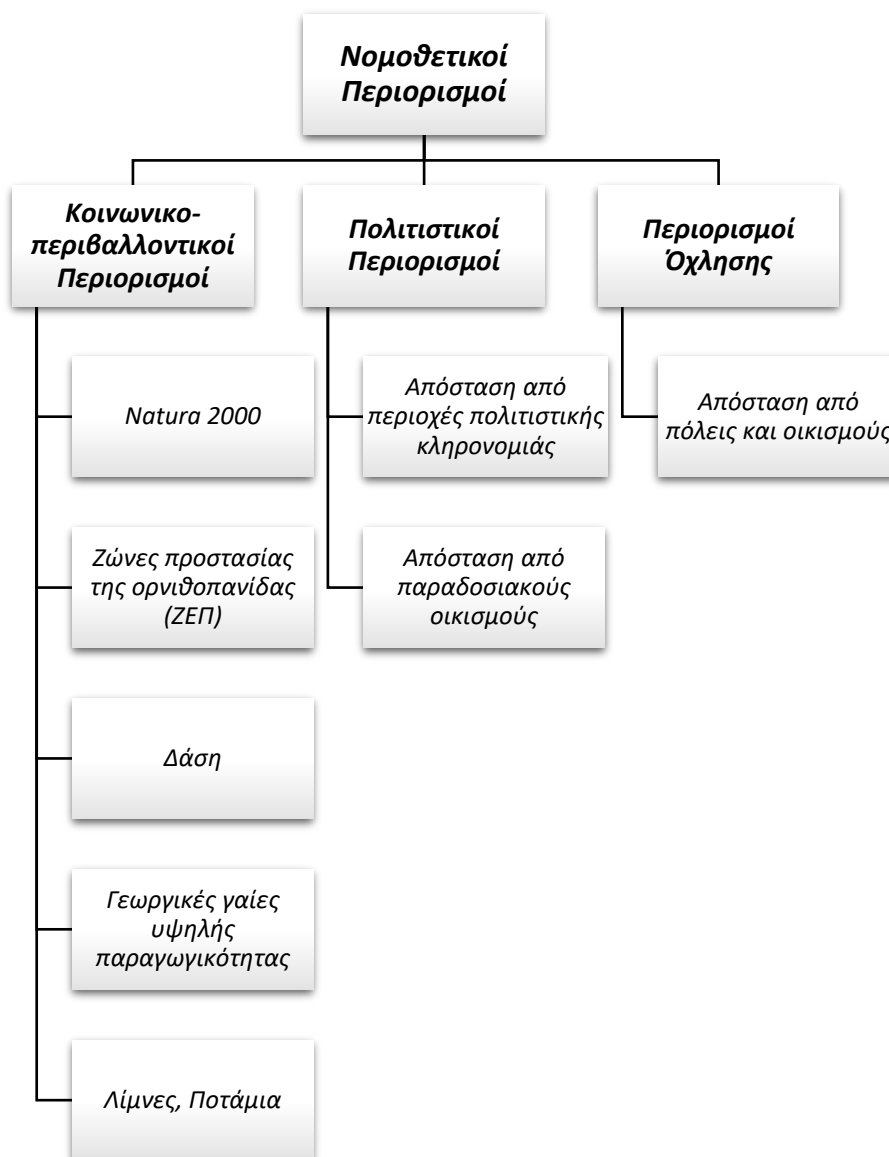 Νομοθετικοί
Περιορισμοί
Κοινωνικο-
περιβαλλοντικοί
Περιορισμοί
Natura 2000
Ζώνες προστασίας
της ορνιθοπανίδας
(ΖΕΠ)
Δάση
Γεωργικές γαίες
υψηλής
παραγωγικότητας
Λίμνες, Ποτάμια
Πολιτιστικοί
Περιορισμοί
Απόσταση από
περιοχές πολιτιστικής
κληρονομιάς
Απόσταση από
παραδοσιακούς
οικισμούς
Περιορισμοί
Όχλησης
Απόσταση από
πόλεις και οικισμούς